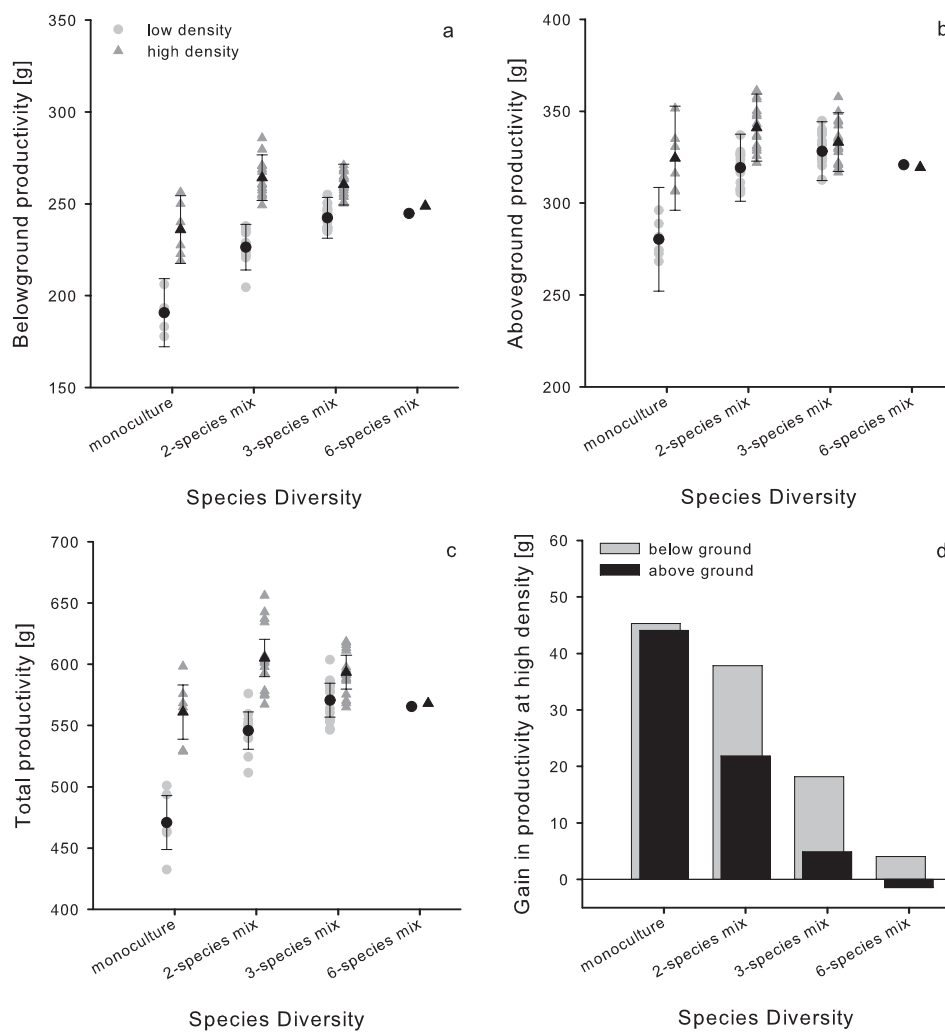 a
low density
high density
Belowground productivity [g]
350
300
250
200
150
monoculture
2-species mix
3-species mix
6-species mix
Species Diversity
b
Aboveground productivity [g]
400
350
300
250
200
monoculture
2-species mix
3-species mix
6-species mix
Species Diversity
c
Total productivity [g]
700
650
600
550
500
450
400
monoculture
2-species mix
3-species mix
6-species mix
Species Diversity
d
below ground
above ground
Gain in productivity at high density [g]
60
50
40
30
20
10
0
monoculture
2-species mix
3-species mix
6-species mix
Species Diversity